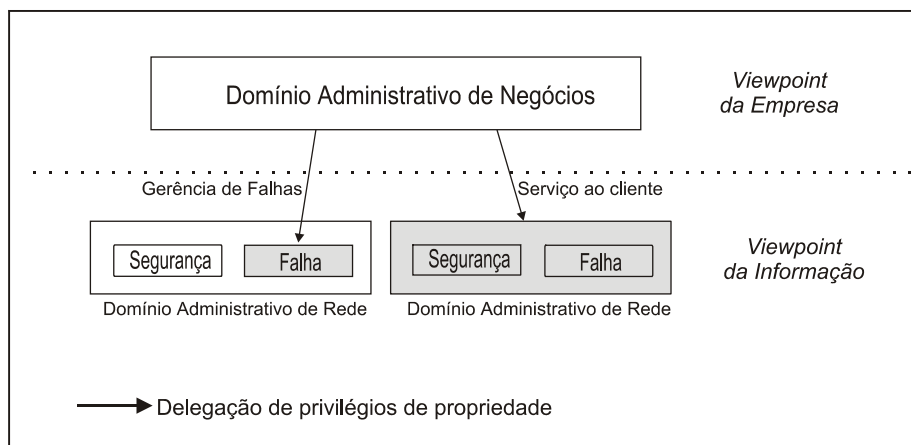 Domínio Administrativo de Negócios
Viewpoint
da Empresa
Gerência de Falhas
Serviço ao cliente
Segurança
Falha
Segurança
Falha
Viewpoint
da Informação
Domínio Administrativo de Rede
Domínio Administrativo de Rede
Delegação de privilégios de propriedade